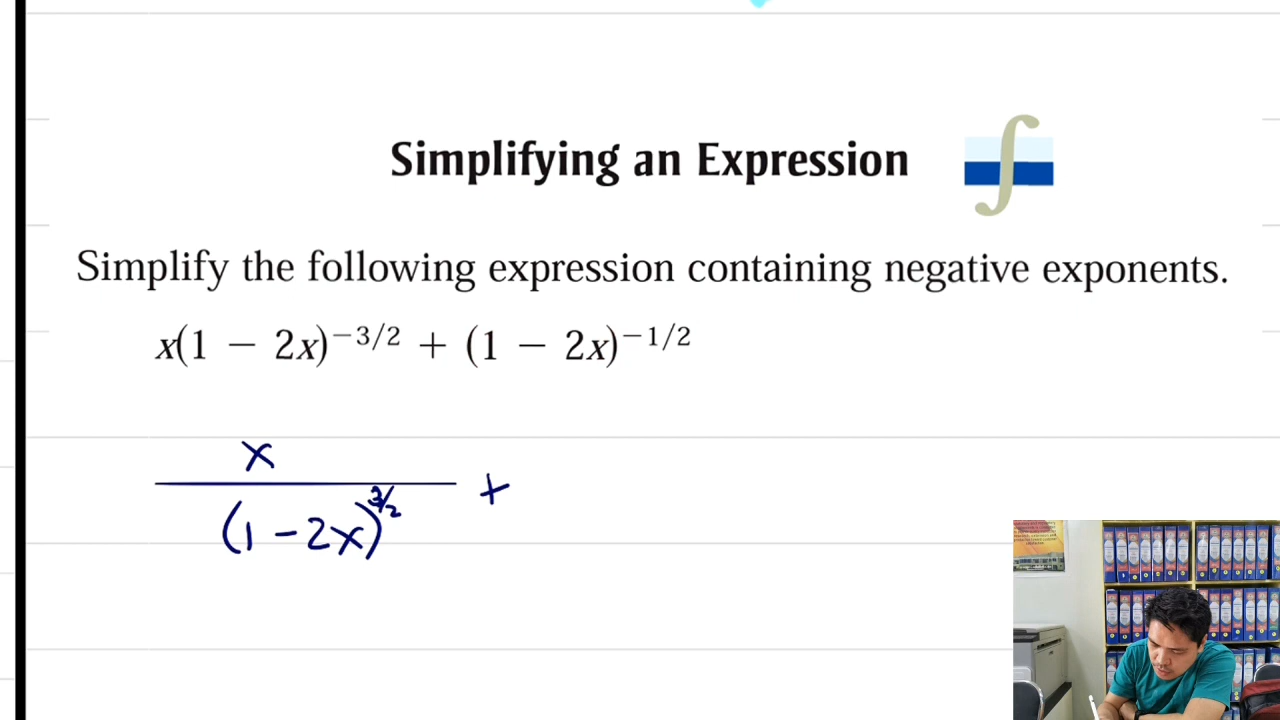 Simplifying an Expression
Simplify the following expression containing negative exponents.
x(1 − 2x)^{−3/2} + (1 − 2x)^{−1/2}
x
(1 − 2x)^{3/2} +